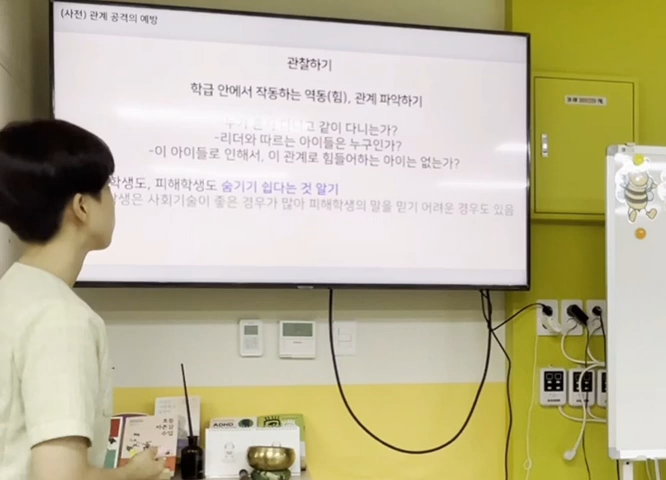 (사전) 관계 공격의 예방
관찰하기
학급 안에서 작동하는 역동(힘), 관계 파악하기
같이 다니는가?
-리더와 따르는 아이들은 누구인가?
-이 아이들로 인해서, 이 관계로 힘들어하는 아이는 없는가?
학생도, 피해학생도 숨기기 쉽다는 것 알기
학생은 사회기술이 좋은 경우가 많아 피해학생의 말을 믿기 어려운 경우도 있음
ADHD